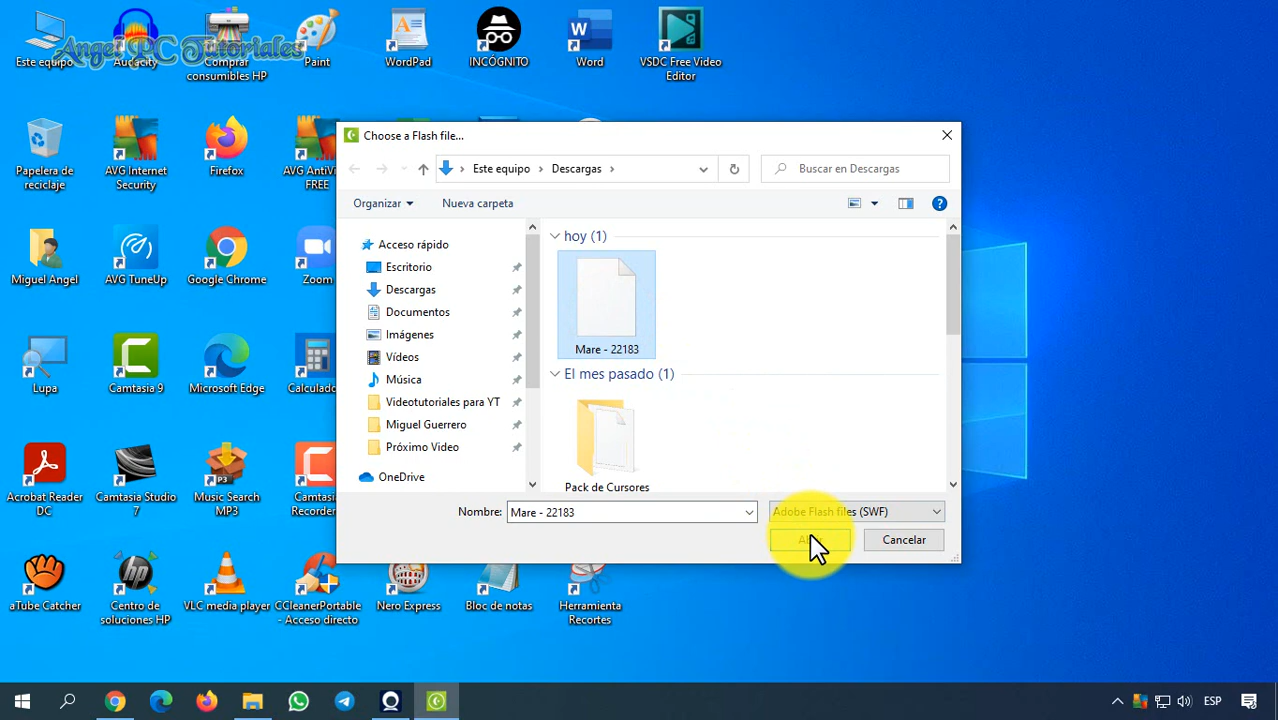 Este equipo
Audacity
Comprar
consumibles HP
Paint
WordPad
INCÓGNITO
Word
VSDC Free Video
Editor
Angel PC Tutoriales
Papelera de
reciclaje
AVG Internet
Security
Firefox
AVG AntiVi
FREE
Miguel Angel
AVG TuneUp
Google Chrome
Zoom
Lupa
Camtasia 9
Microsoft Edge
Calculado
Acrobat Reader
DC
Camtasia Studio
7
Music Search
MP3
Camtasi
Recorder
aTube Catcher
Centro de
soluciones HP
VLC media player
CCleanerPortable
- Acceso directo
Nero Express
Bloc de notas
Herramienta
Recortes
Choose a Flash file...
Este equipo
Descargas
Buscar en Descargas
Organizar
Nueva carpeta
Acceso rápido
Escritorio
Descargas
Documentos
Imágenes
Vídeos
Música
Videotutoriales para YT
Miguel Guerrero
Próximo Video
OneDrive
hoy (1)
Mare - 22183
El mes pasado (1)
Pack de Cursores
Nombre:
Mare - 22183
Adobe Flash files (SWF)
Cancelar
ESP